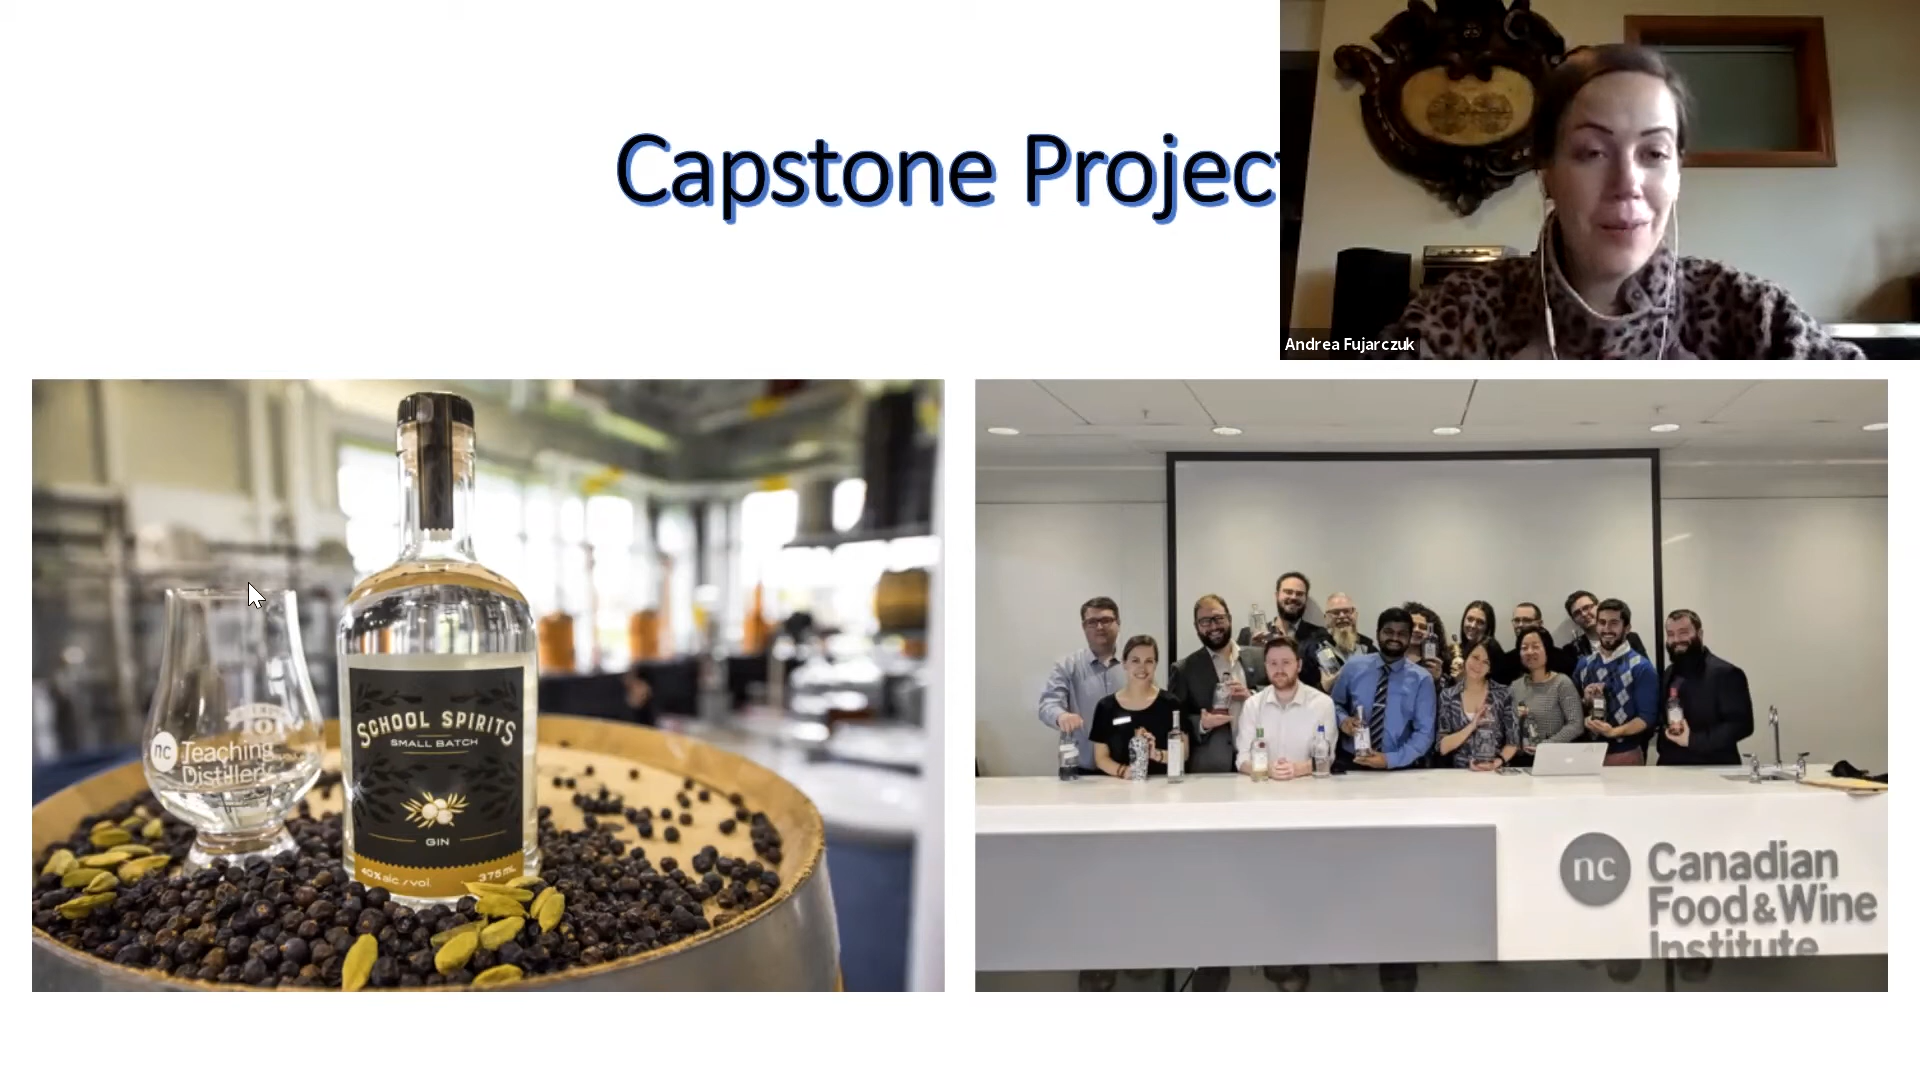 Capstone Project
Andrea Fujarczuk
nc Teaching
Distillery
SCHOOL SPIRITS
SMALL BATCH
GIN
40% alc./vol.
375 mL
nc
Canadian
Food & Wine
Institute